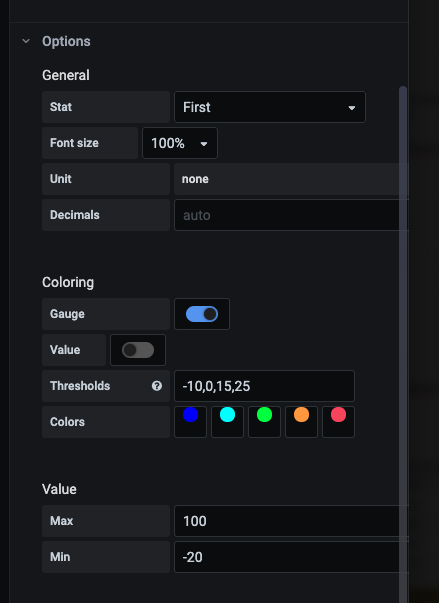 Options
General
Stat First
Font size 100%
Unit none
Decimals auto
Coloring
Gauge
Value
Thresholds ? -10,0,15,25
Colors
Value
Max 100
Min -20